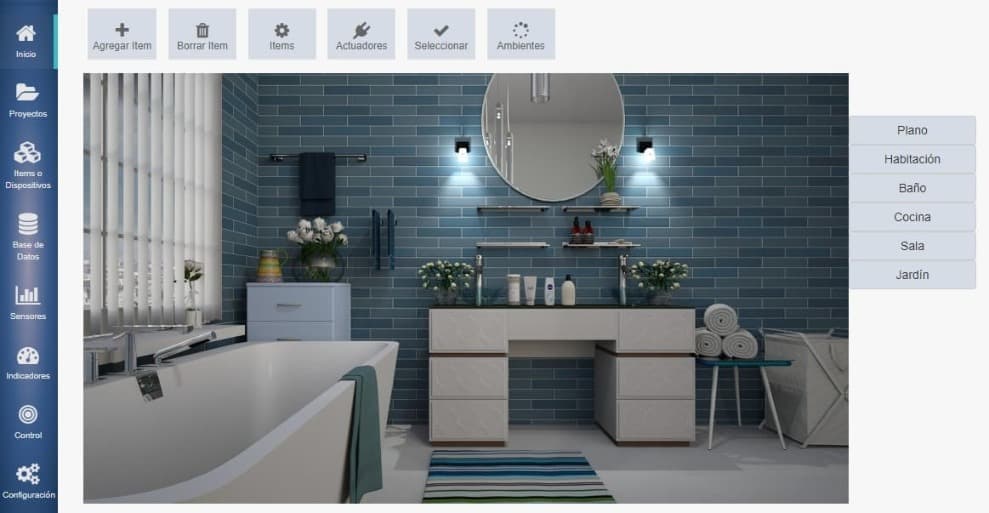 Agregar Item
Borrar Item
Items
Actuadores
Seleccionar
Ambientes
Inicio
Proyectos
Items o
Dispositivos
Base de
Datos
Sensores
Indicadores
Control
Configuración
Plano
Habitación
Baño
Cocina
Sala
Jardín